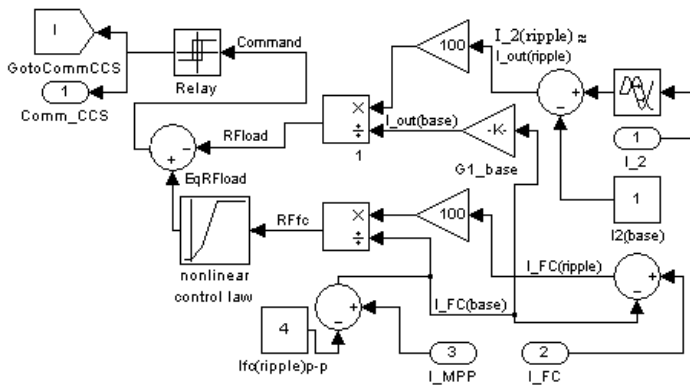 I
GotoCommCCS
1
Comm_CCS
Relay
Command
100
I_2(ripple) ≈
I_out(ripple)
+
−
1
I_2
1
I2(base)
RFload
×
÷
1
I_out(base)
-K-
G1_base
−
+
EqRFload
nonlinear
control law
RFfc
×
÷
100
I_FC(ripple)
+
−
I_FC(base)
+
−
4
Ifc(ripple)p-p
3
I_MPP
2
I_FC